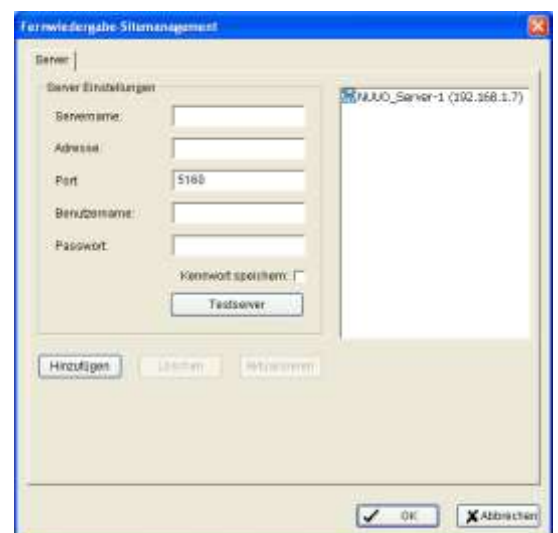 Fernwiedergabe-Sitemanagement
Server
Server Einstellungen
Servername:
Adresse:
Port 5160
Benutzername:
Passwort:
Kennwort speichern:
Testserver
NUUO_Server-1 (192.168.1.7)
Hinzufügen Löschen Aktualisieren
OK Abbrechen